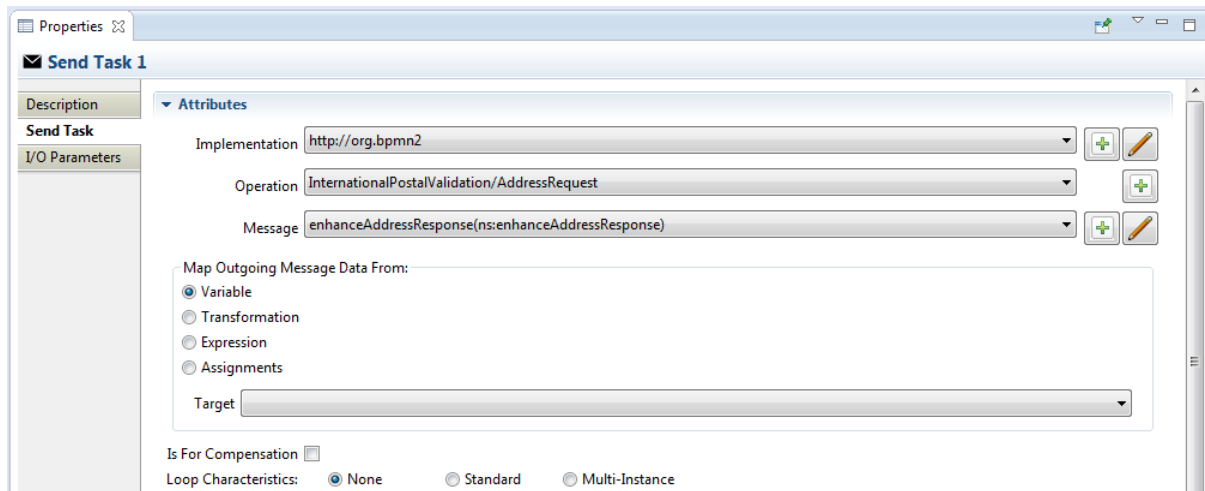 Properties
Send Task 1
Description
Send Task
I/O Parameters
Attributes
Implementation http://org.bpmn2
Operation InternationalPostalValidation/AddressRequest
Message enhanceAddressResponse(ns:enhanceAddressResponse)
Map Outgoing Message Data From:
Variable
Transformation
Expression
Assignments
Target
Is For Compensation
Loop Characteristics: None Standard Multi-Instance